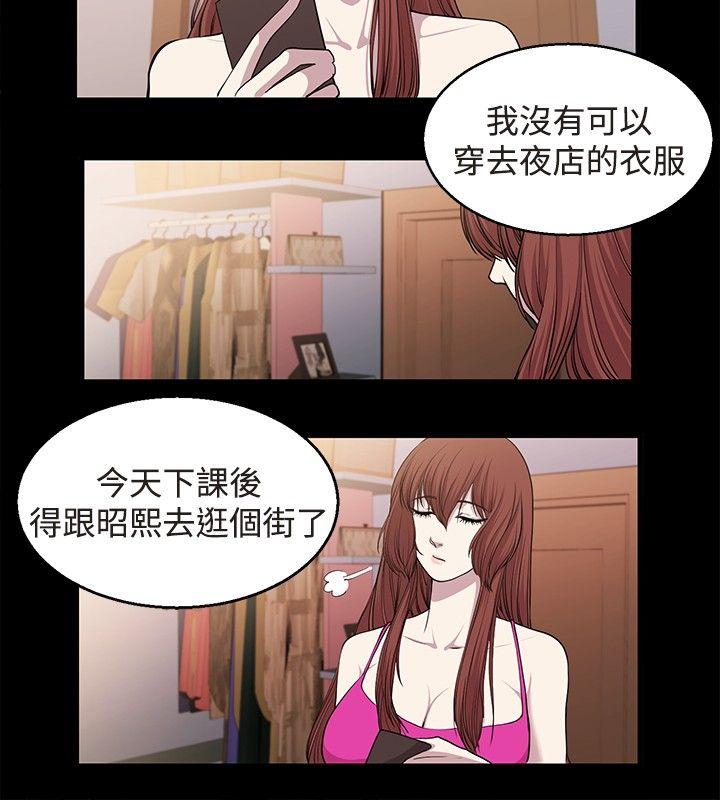 我沒有可以
穿去夜店的衣服
今天下課後
得跟昭熙去逛個街了